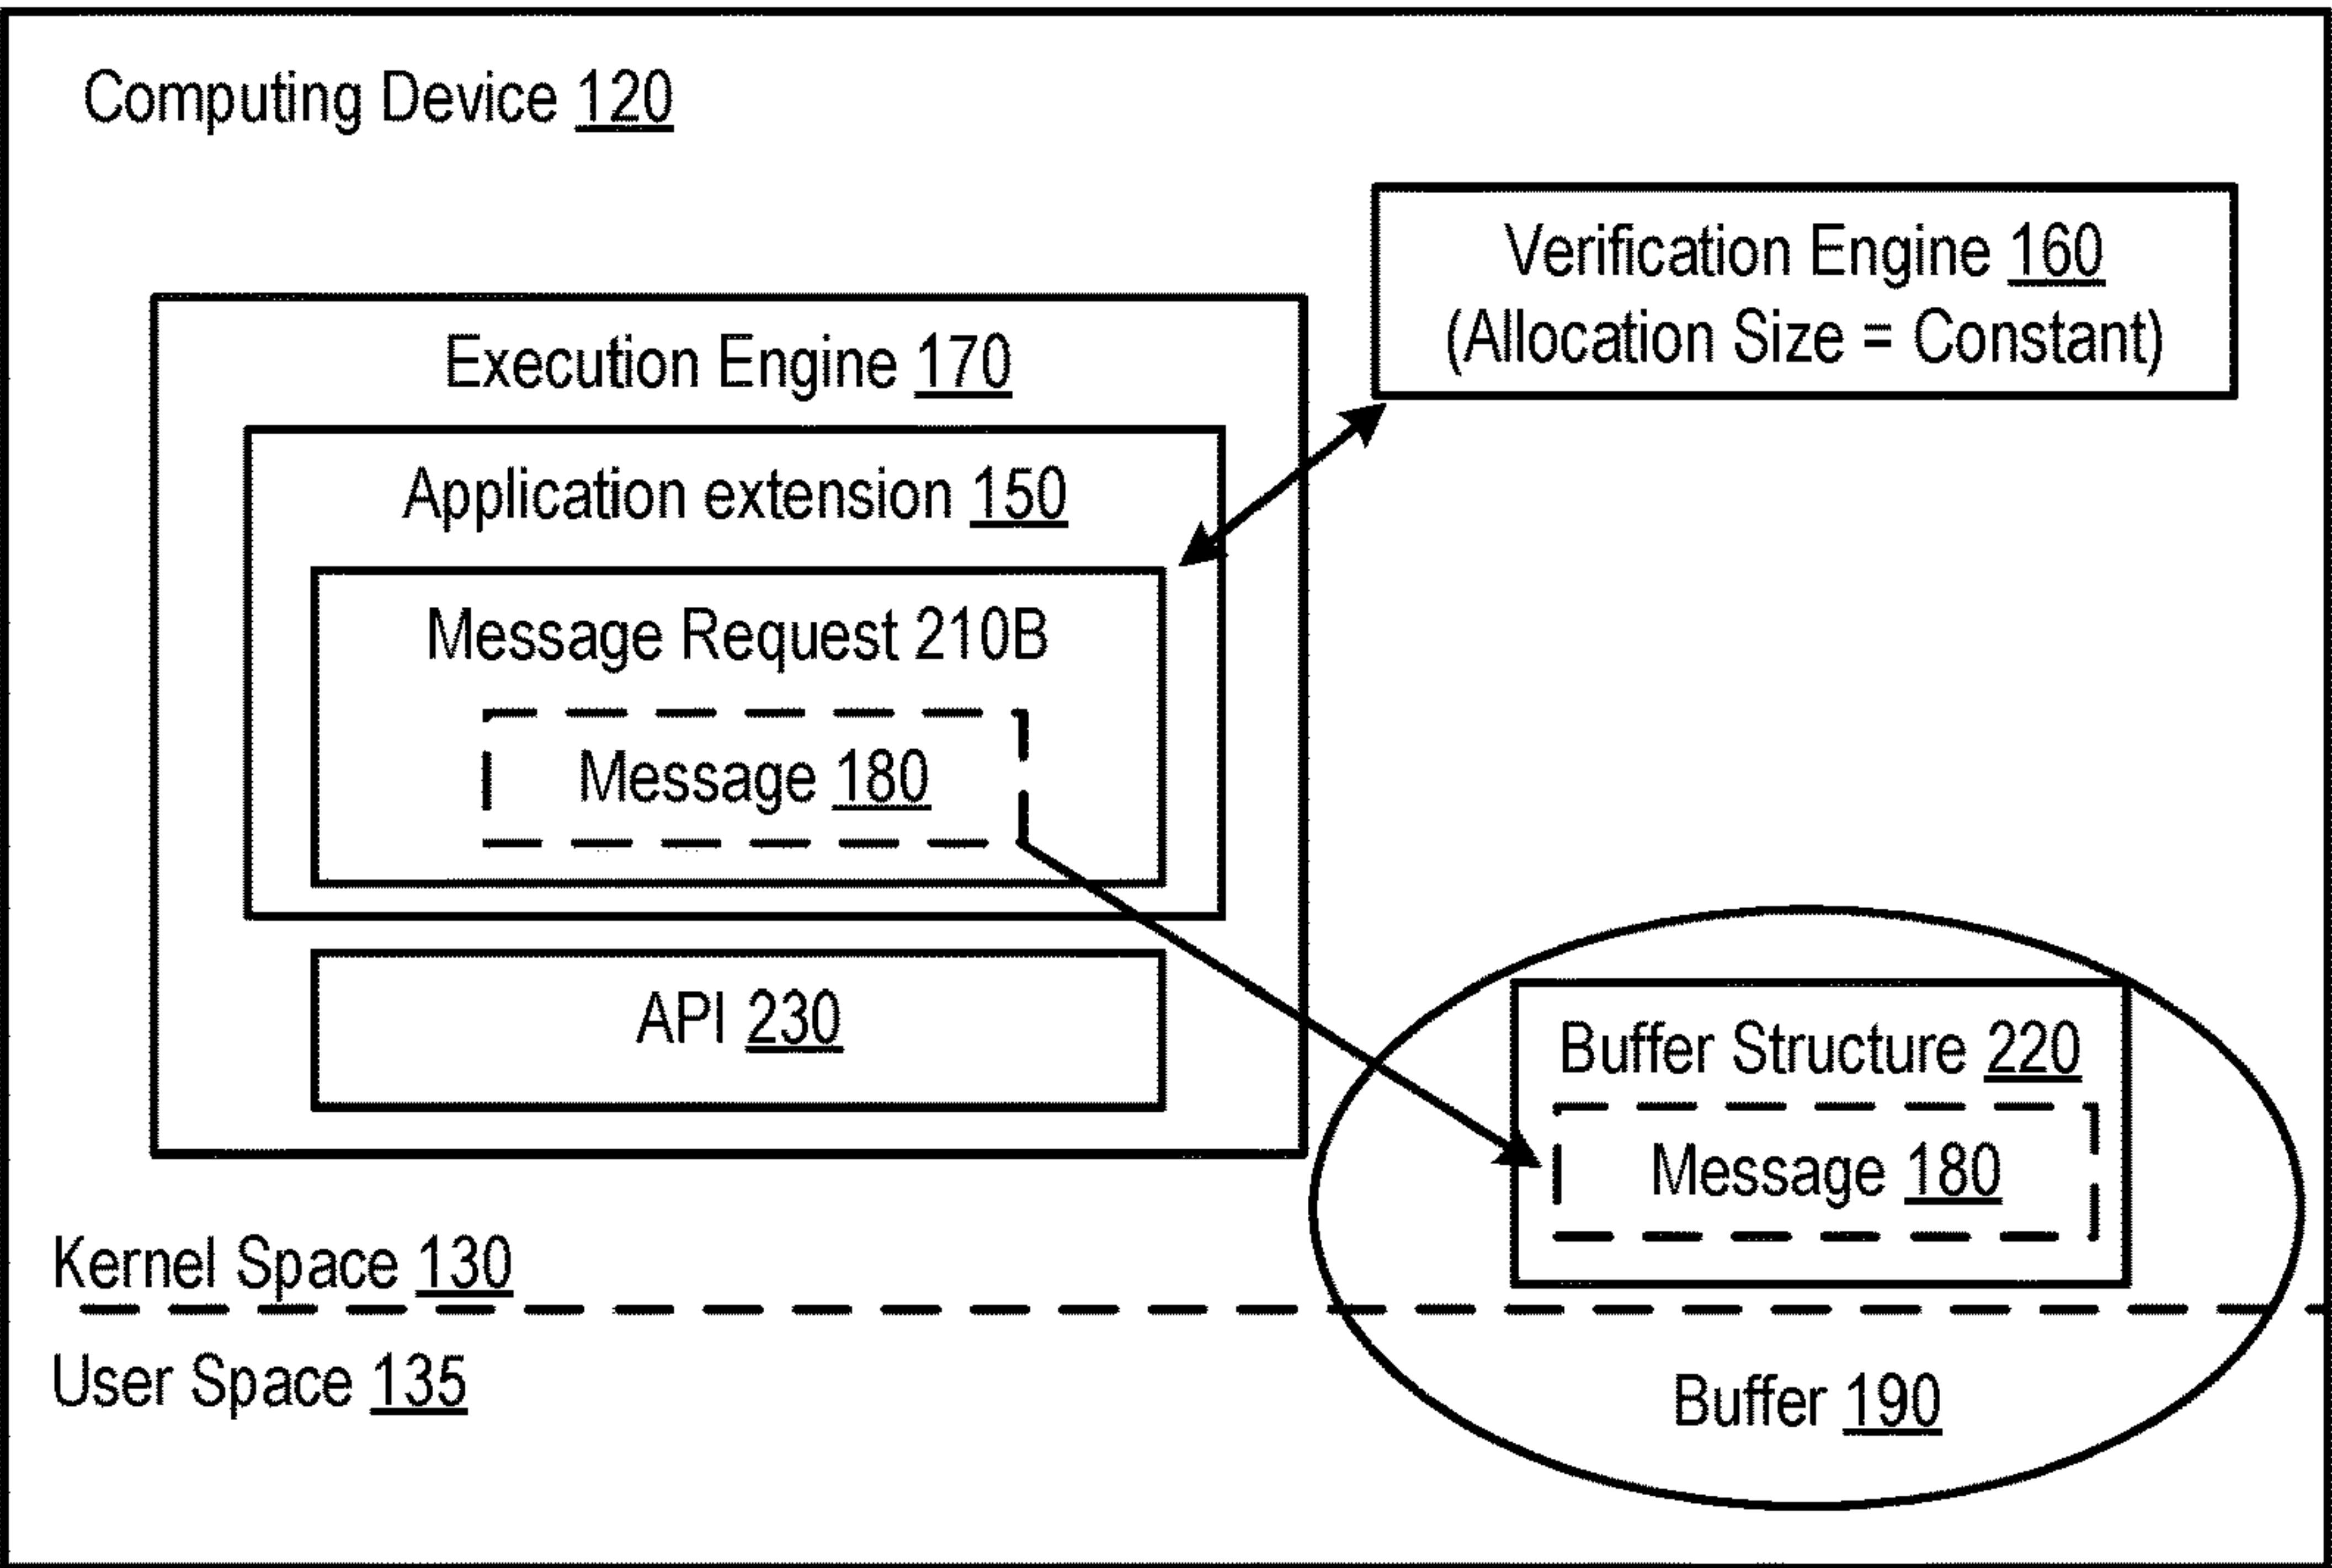 Computing Device 120
Verification Engine 160
(Allocation Size = Constant)
Execution Engine 170
Application extension 150
Message Request 210B
Message 180
API 230
Buffer Structure 220
Message 180
Kernel Space 130
User Space 135
Buffer 190